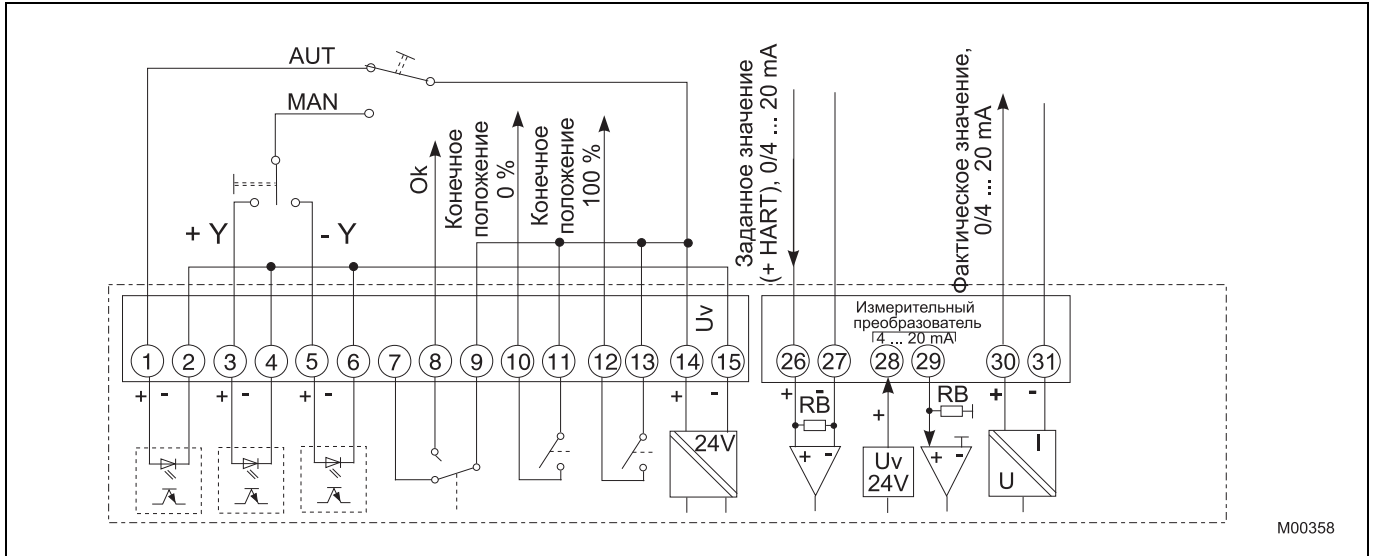 AUT
MAN
+ Y
- Y
Ok
Конечное
положение
0 %
Конечное
положение
100 %
Заданное значение
(+ HART), 0/4 ... 20 mA
Фактическое значение,
0/4 ... 20 mA
Uv
Измерительный
преобразователь
4 ... 20 mA
1 2 3 4 5 6 7 8 9 10 11 12 13 14 15
26 27 28 29 30 31
+ - + - + - + -
+ - + -
RB
+
RB
24V
+ -
Uv
24V
+ -
I
U
M00358